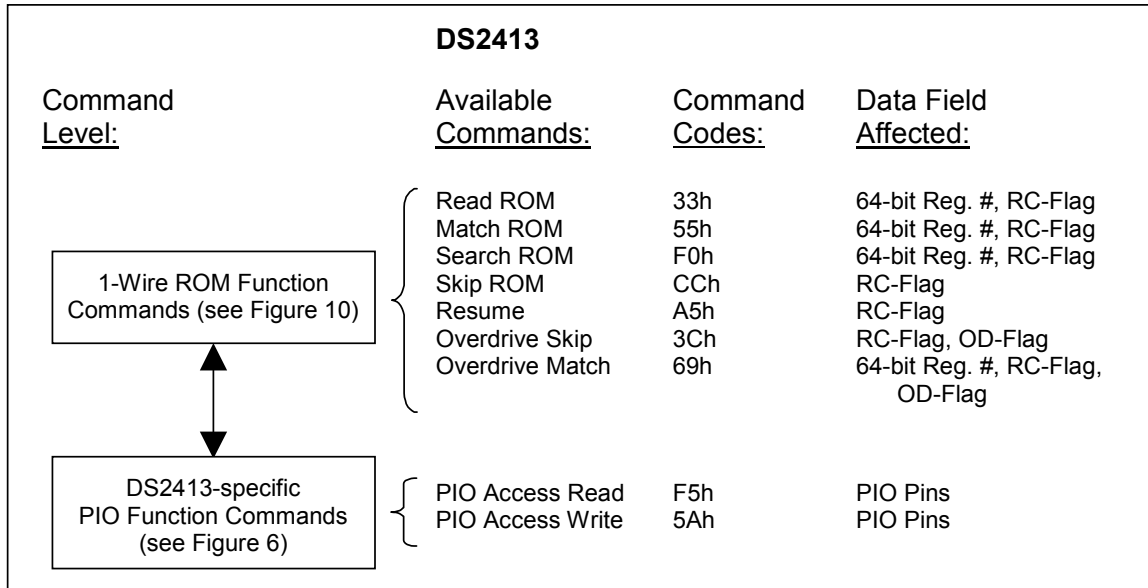 DS2413
Command Available Command Data Field
Level: Commands: Codes: Affected:
Read ROM 33h 64-bit Reg. #, RC-Flag
Match ROM 55h 64-bit Reg. #, RC-Flag
Search ROM F0h 64-bit Reg. #, RC-Flag
1-Wire ROM Function Skip ROM CCh RC-Flag
Commands (see Figure 10) Resume A5h RC-Flag
Overdrive Skip 3Ch RC-Flag, OD-Flag
Overdrive Match 69h 64-bit Reg. #, RC-Flag,
OD-Flag
DS2413-specific PIO Access Read F5h PIO Pins
PIO Function Commands PIO Access Write 5Ah PIO Pins
(see Figure 6)